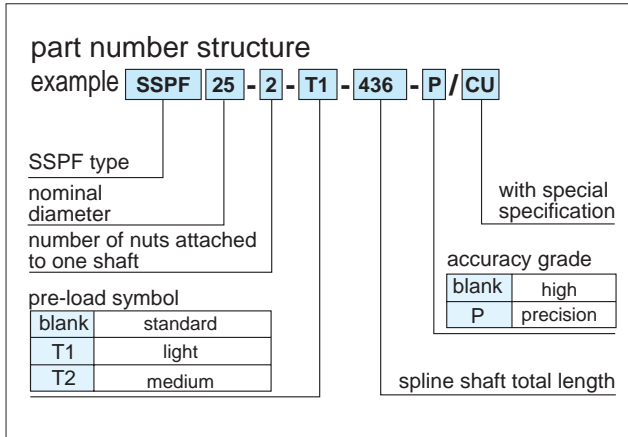 part number structure
example SSPF 25 - 2 - T1 - 436 - P / CU
SSPF type
nominal
diameter
number of nuts attached
to one shaft
pre-load symbol
blank standard
T1 light
T2 medium
with special
specification
accuracy grade
blank high
P precision
spline shaft total length